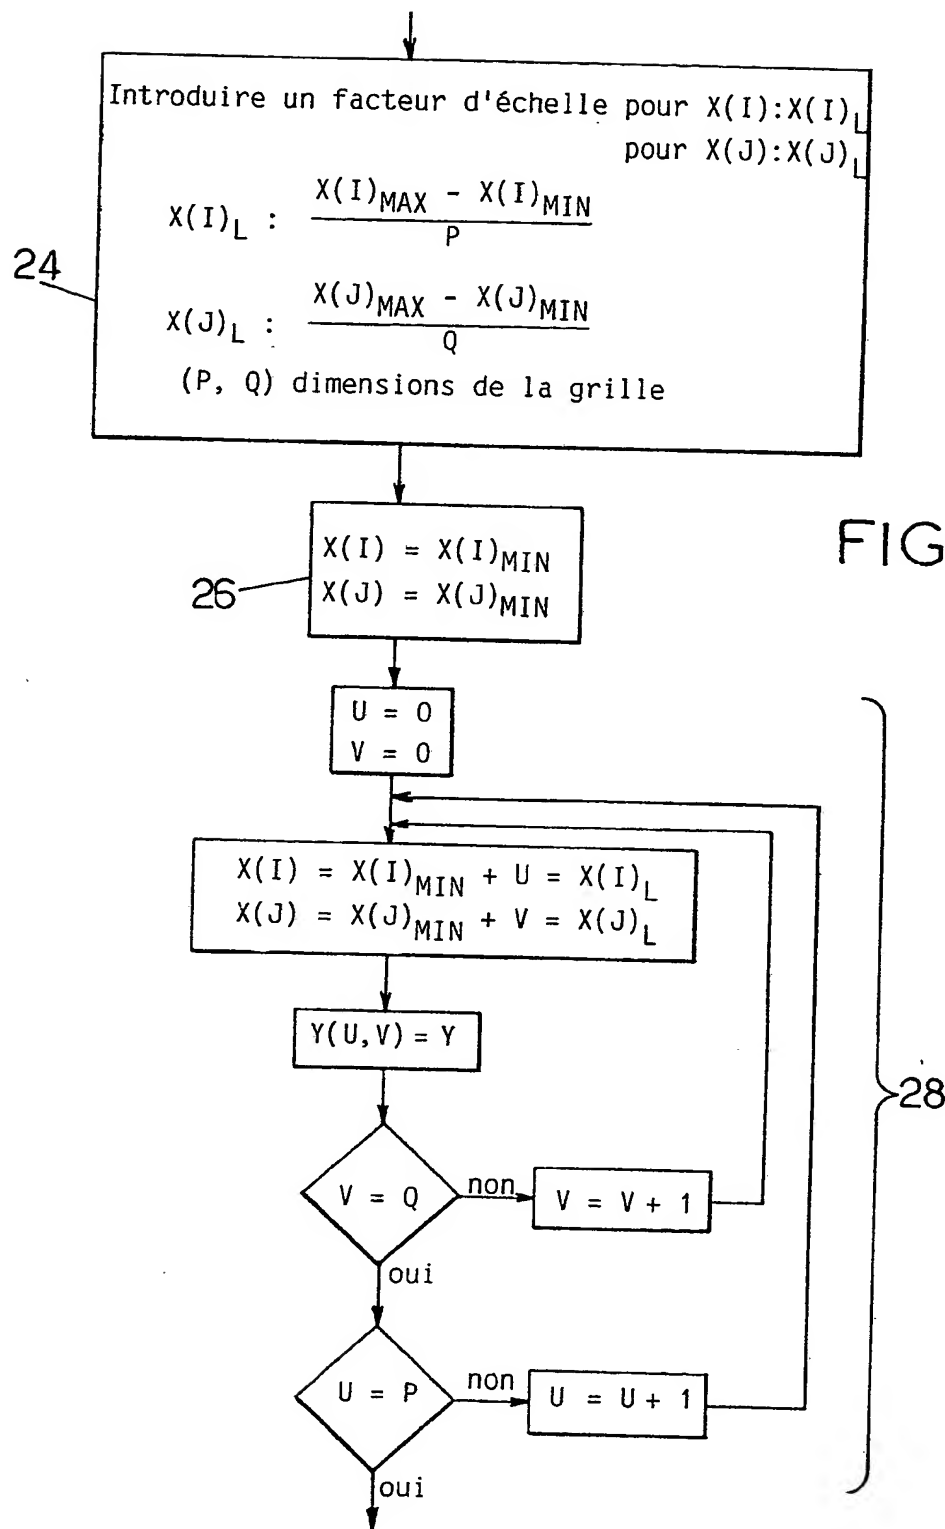 Introduire un facteur d'échelle pour X(I):X(I)L
pour X(J):X(J)L
X(I)L : X(I)MAX - X(I)MIN
P
24
X(J)L : X(J)MAX - X(J)MIN
Q
(P, Q) dimensions de la grille
FIG
X(I) = X(I)MIN
26
X(J) = X(J)MIN
U = 0
V = 0
X(I) = X(I)MIN + U = X(I)L
X(J) = X(J)MIN + V = X(J)L
Y(U,V) = Y
28
V = Q
non
V = V + 1
oui
U = P
non
U = U + 1
oui